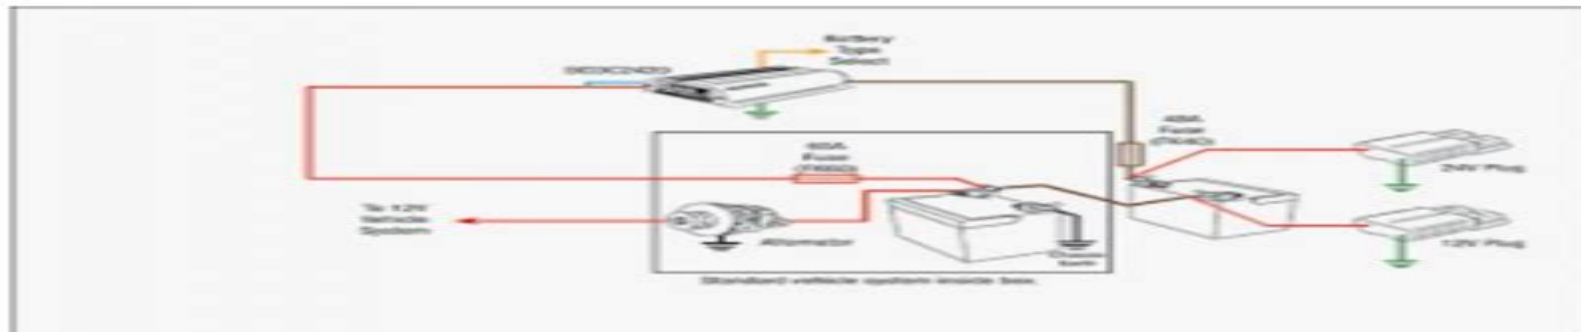 Battery
Type
Select
40A
Fuse
60A
Fuse
24V Plug
To 12V
Vehicle
System
Alternator
Chassis
Earth
12V Plug
Standard vehicle system inside box.